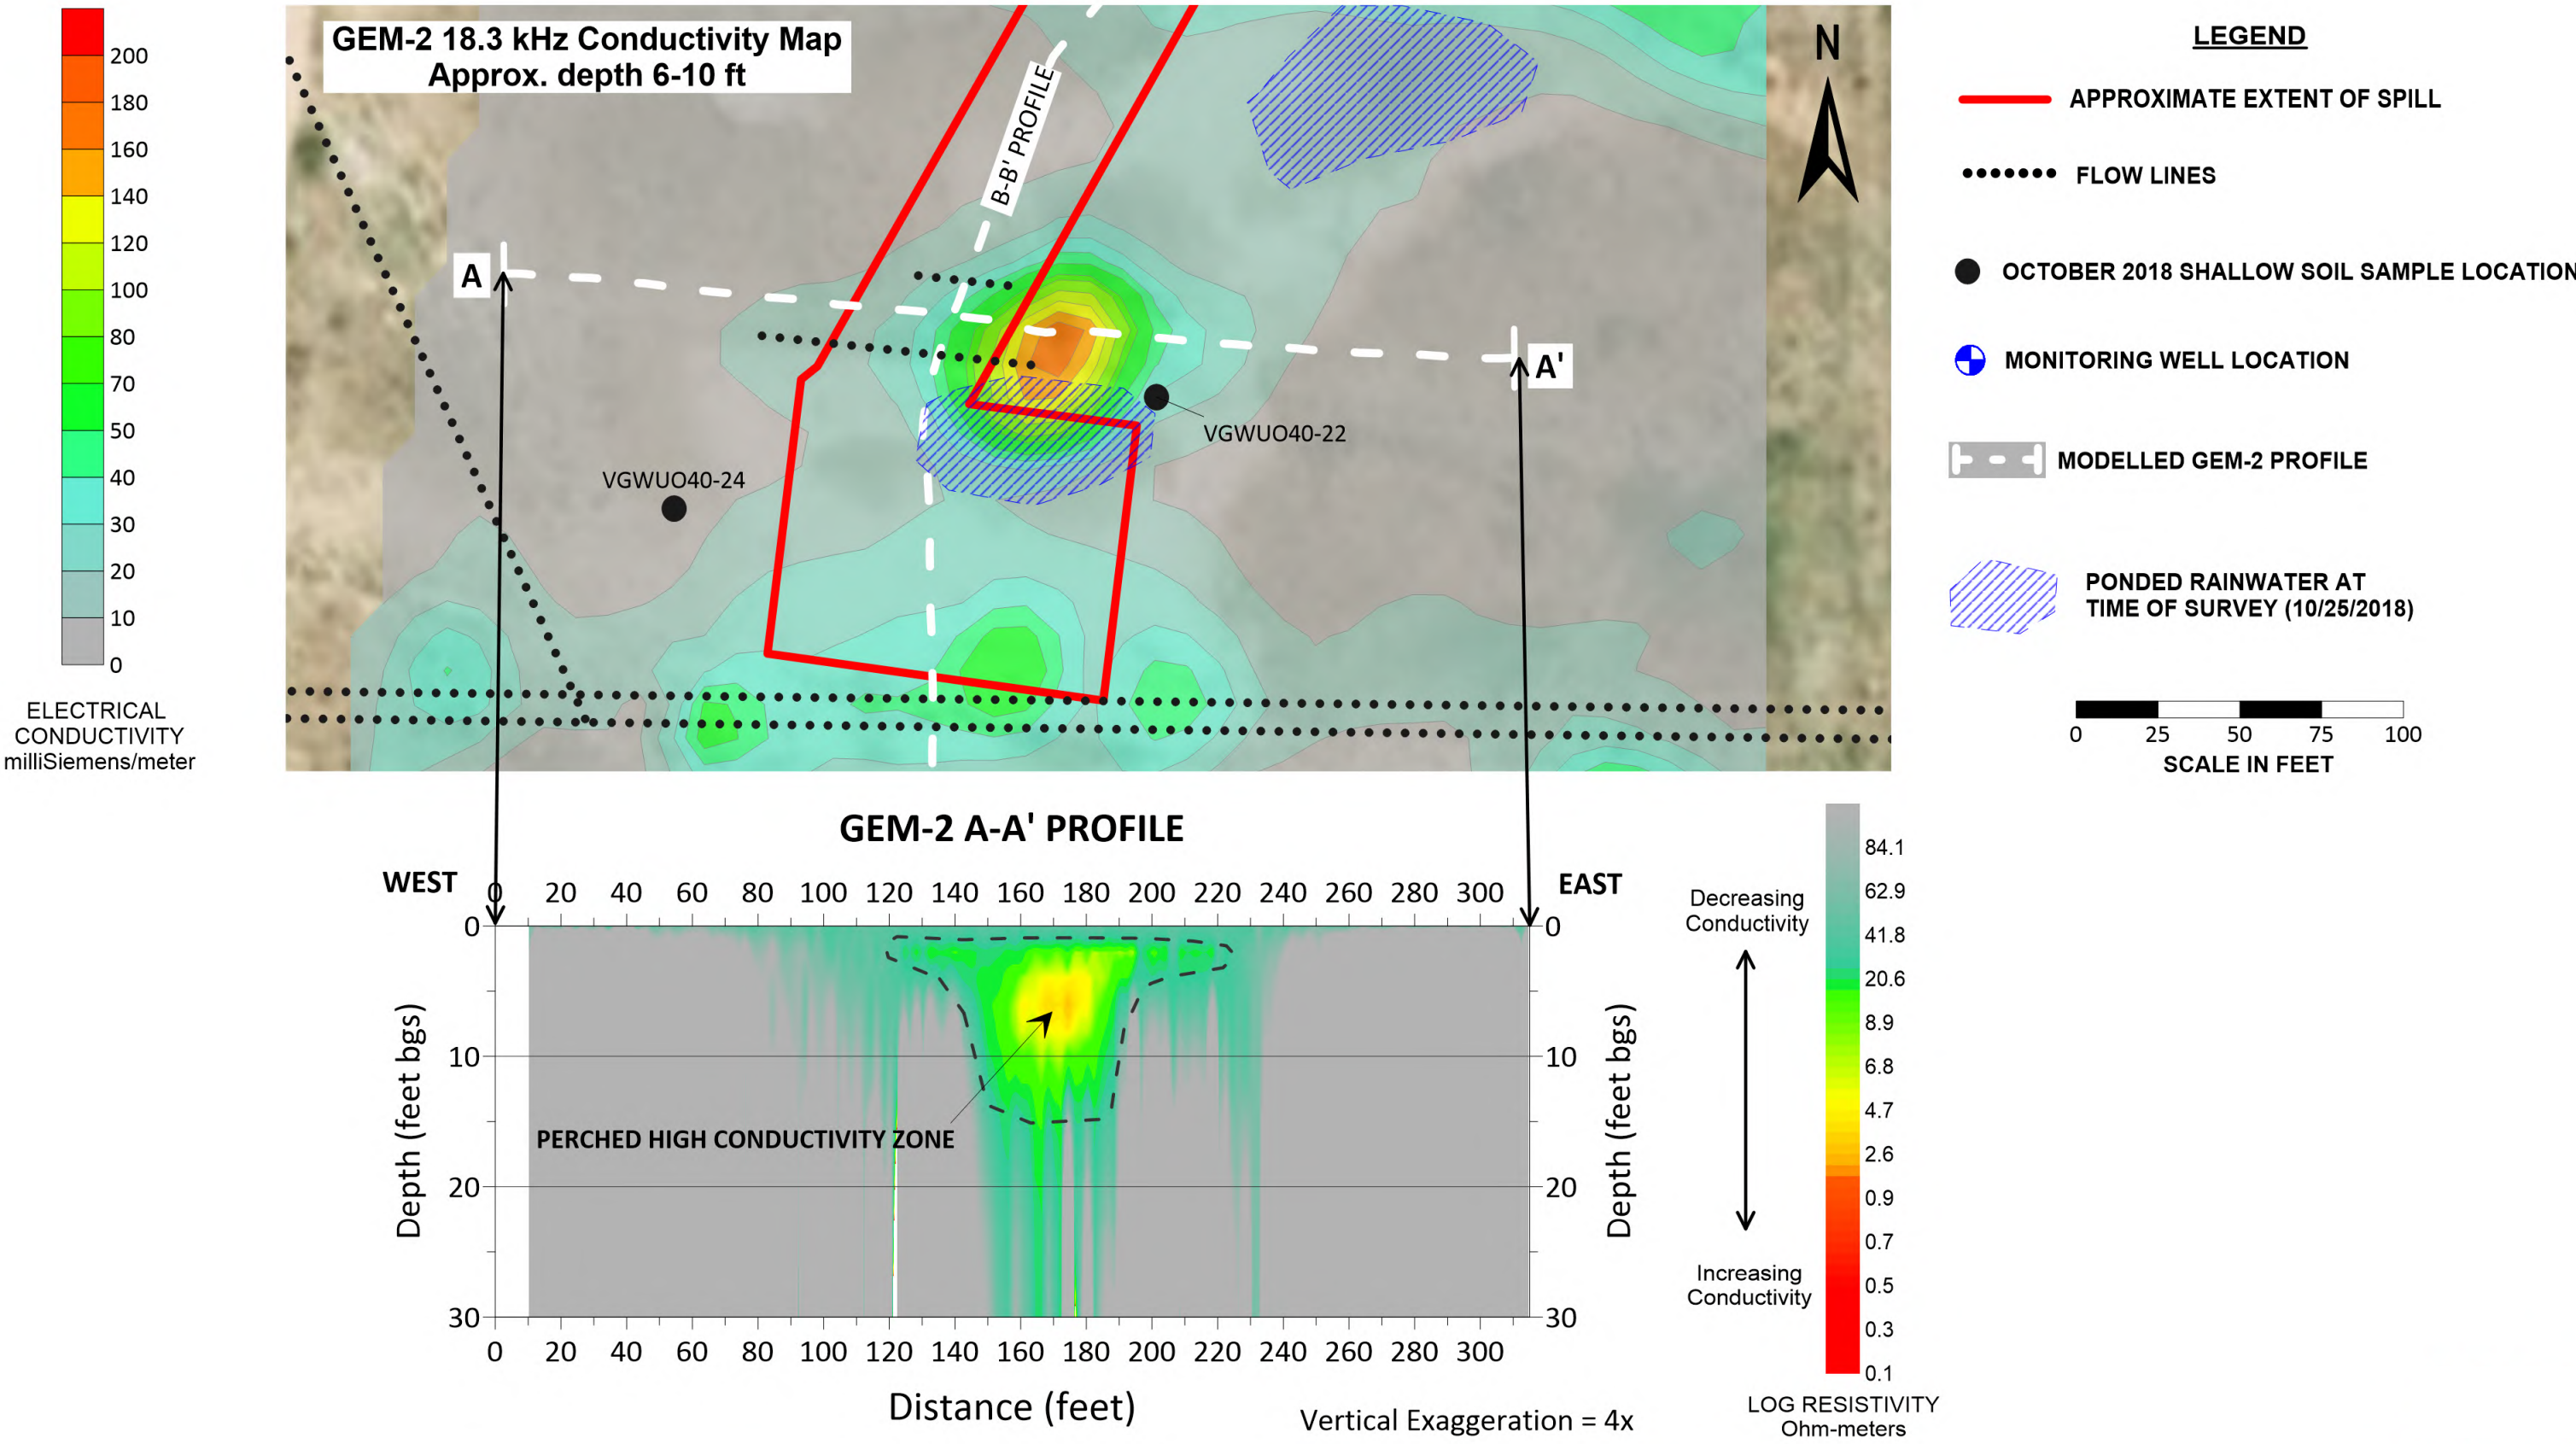 GEM-2 18.3 kHz Conductivity Map
Approx. depth 6-10 ft
200
180
160
140
120
100
80
70
50
40
30
20
10
0
ELECTRICAL
CONDUCTIVITY
milliSiemens/meter
B-B' PROFILE
N
A
A'
VGWUO40-22
VGWUO40-24
LEGEND
APPROXIMATE EXTENT OF SPILL
FLOW LINES
OCTOBER 2018 SHALLOW SOIL SAMPLE LOCATION
MONITORING WELL LOCATION
MODELLED GEM-2 PROFILE
PONDED RAINWATER AT
TIME OF SURVEY (10/25/2018)
0 25 50 75 100
SCALE IN FEET
GEM-2 A-A' PROFILE
WEST
0 20 40 60 80 100 120 140 160 180 200 220 240 260 280 300
EAST
0
10
20
30
Depth (feet bgs)
PERCHED HIGH CONDUCTIVITY ZONE
0
10
20
30
Depth (feet bgs)
0 20 40 60 80 100 120 140 160 180 200 220 240 260 280 300
Distance (feet)
Vertical Exaggeration = 4x
Decreasing
Conductivity
Increasing
Conductivity
84.1
62.9
41.8
20.6
8.9
6.8
4.7
2.6
0.9
0.7
0.5
0.3
0.1
LOG RESISTIVITY
Ohm-meters